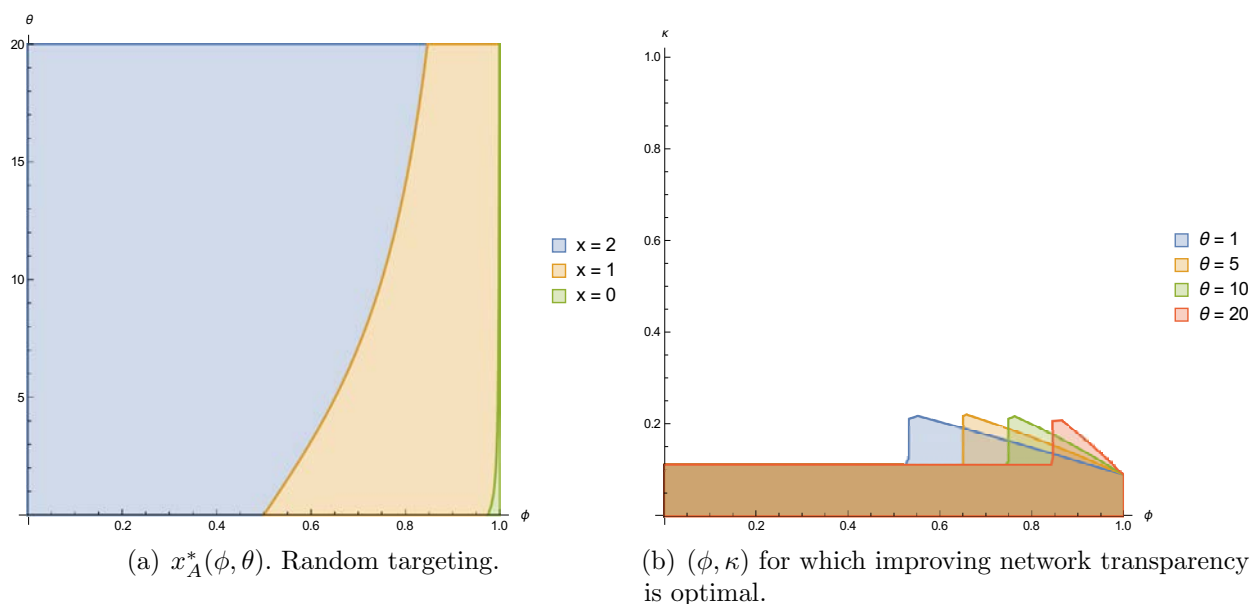 θ
20
15
10
5
0.2
0.4
0.6
0.8
1.0
ϕ
x = 2
x = 1
x = 0
(a) x*_A(ϕ, θ). Random targeting.
κ
1.0
0.8
0.6
0.4
0.2
0.2
0.4
0.6
0.8
1.0
ϕ
θ = 1
θ = 5
θ = 10
θ = 20
(b) (ϕ, κ) for which improving network transparency
is optimal.